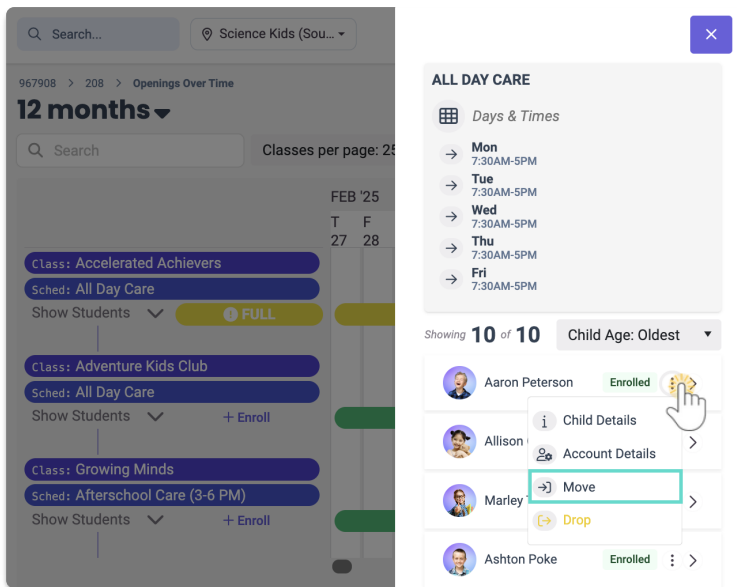 Search...
Science Kids (Sou...
967908 > 208 > Openings Over Time
12 months
Search
Classes per page: 25
FEB '25
T F
27 28
Class: Accelerated Achievers
Sched: All Day Care
Show Students
FULL
Class: Adventure Kids Club
Sched: All Day Care
Show Students
+ Enroll
Class: Growing Minds
Sched: Afterschool Care (3-6 PM)
Show Students
+ Enroll
ALL DAY CARE
Days & Times
Mon
7:30AM-5PM
Tue
7:30AM-5PM
Wed
7:30AM-5PM
Thu
7:30AM-5PM
Fri
7:30AM-5PM
Showing 10 of 10
Child Age: Oldest
Aaron Peterson Enrolled
Child Details
Account Details
Move
Drop
Allison
Marley
Ashton Poke Enrolled